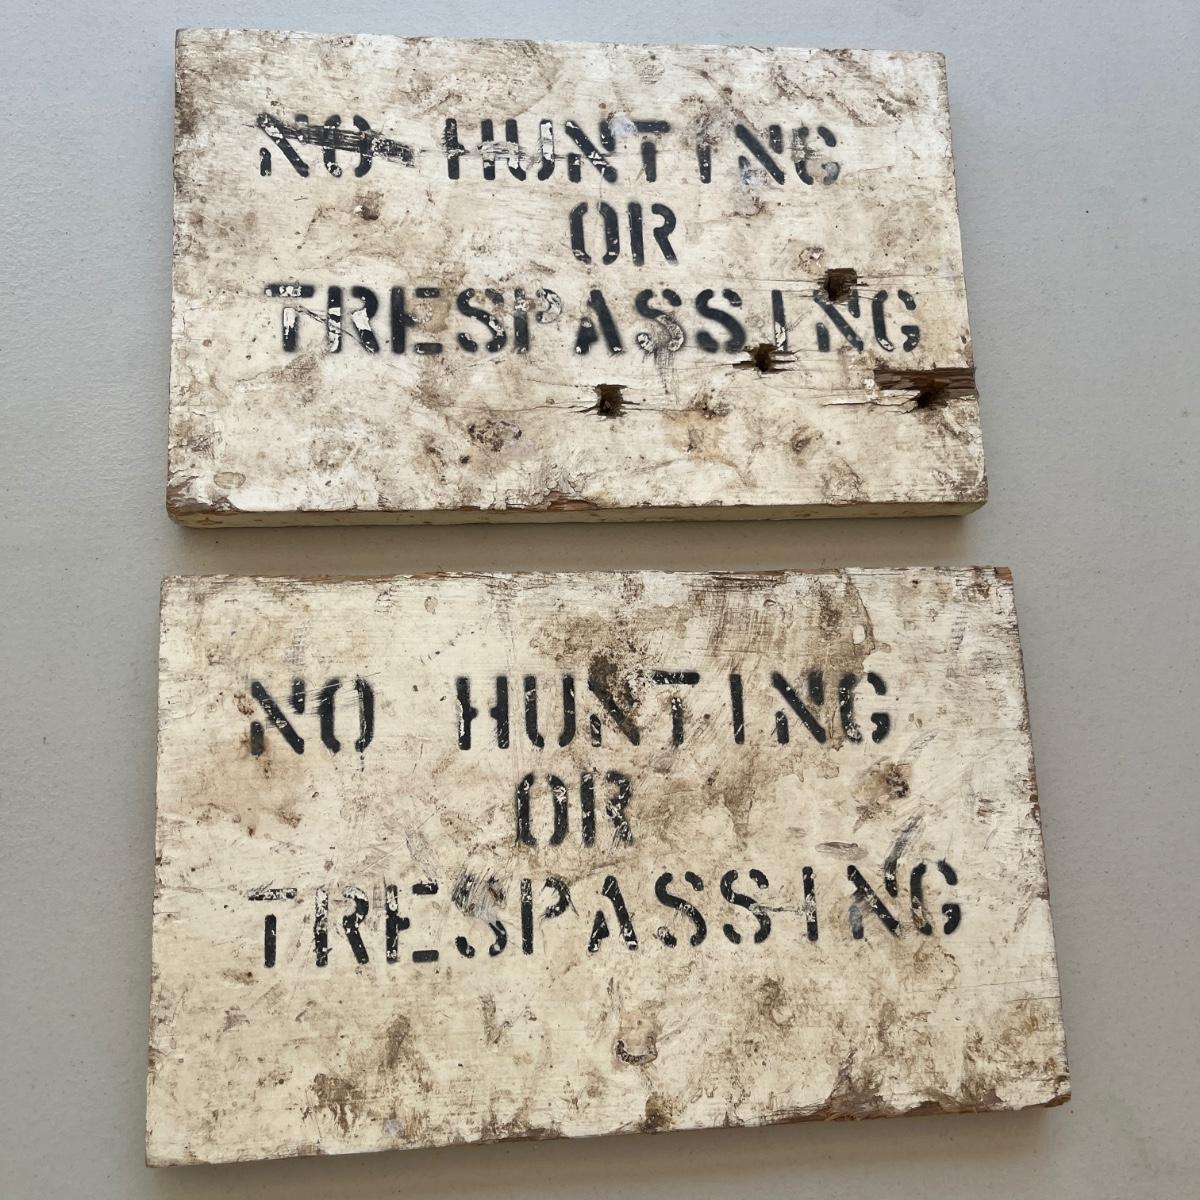 NO HUNTING
OR
TRESPASSING
NO HUNTING
OR
TRESPASSING